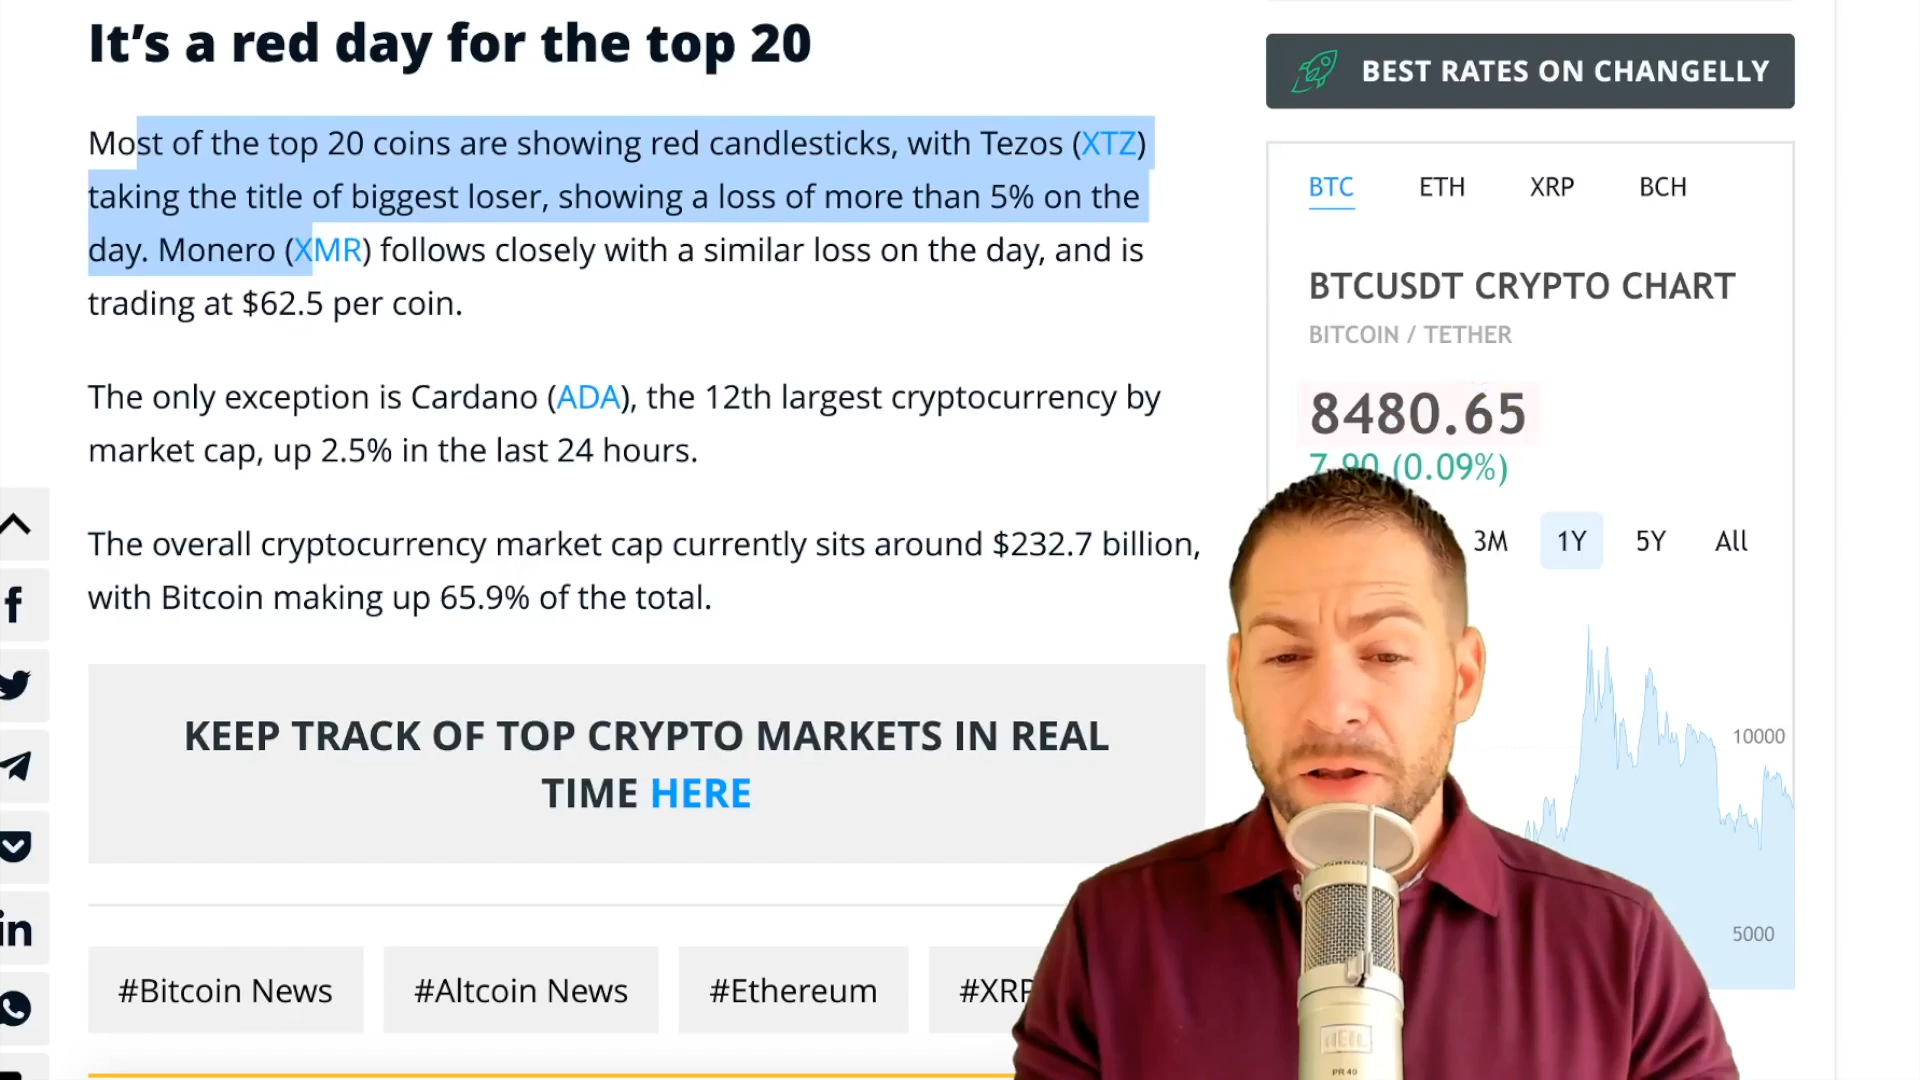 It’s a red day for the top 20
Most of the top 20 coins are showing red candlesticks, with Tezos (XTZ)
taking the title of biggest loser, showing a loss of more than 5% on the
day. Monero (XMR) follows closely with a similar loss on the day, and is
trading at $62.5 per coin.
The only exception is Cardano (ADA), the 12th largest cryptocurrency by
market cap, up 2.5% in the last 24 hours.
The overall cryptocurrency market cap currently sits around $232.7 billion,
with Bitcoin making up 65.9% of the total.
KEEP TRACK OF TOP CRYPTO MARKETS IN REAL
TIME HERE
#Bitcoin News #Altcoin News #Ethereum #XRP
BEST RATES ON CHANGELLY
BTC ETH XRP BCH
BTCUSDT CRYPTO CHART
BITCOIN / TETHER
8480.65
7.90 (0.09%)
3M 1Y 5Y All
10000
5000
HEIL
PR 40